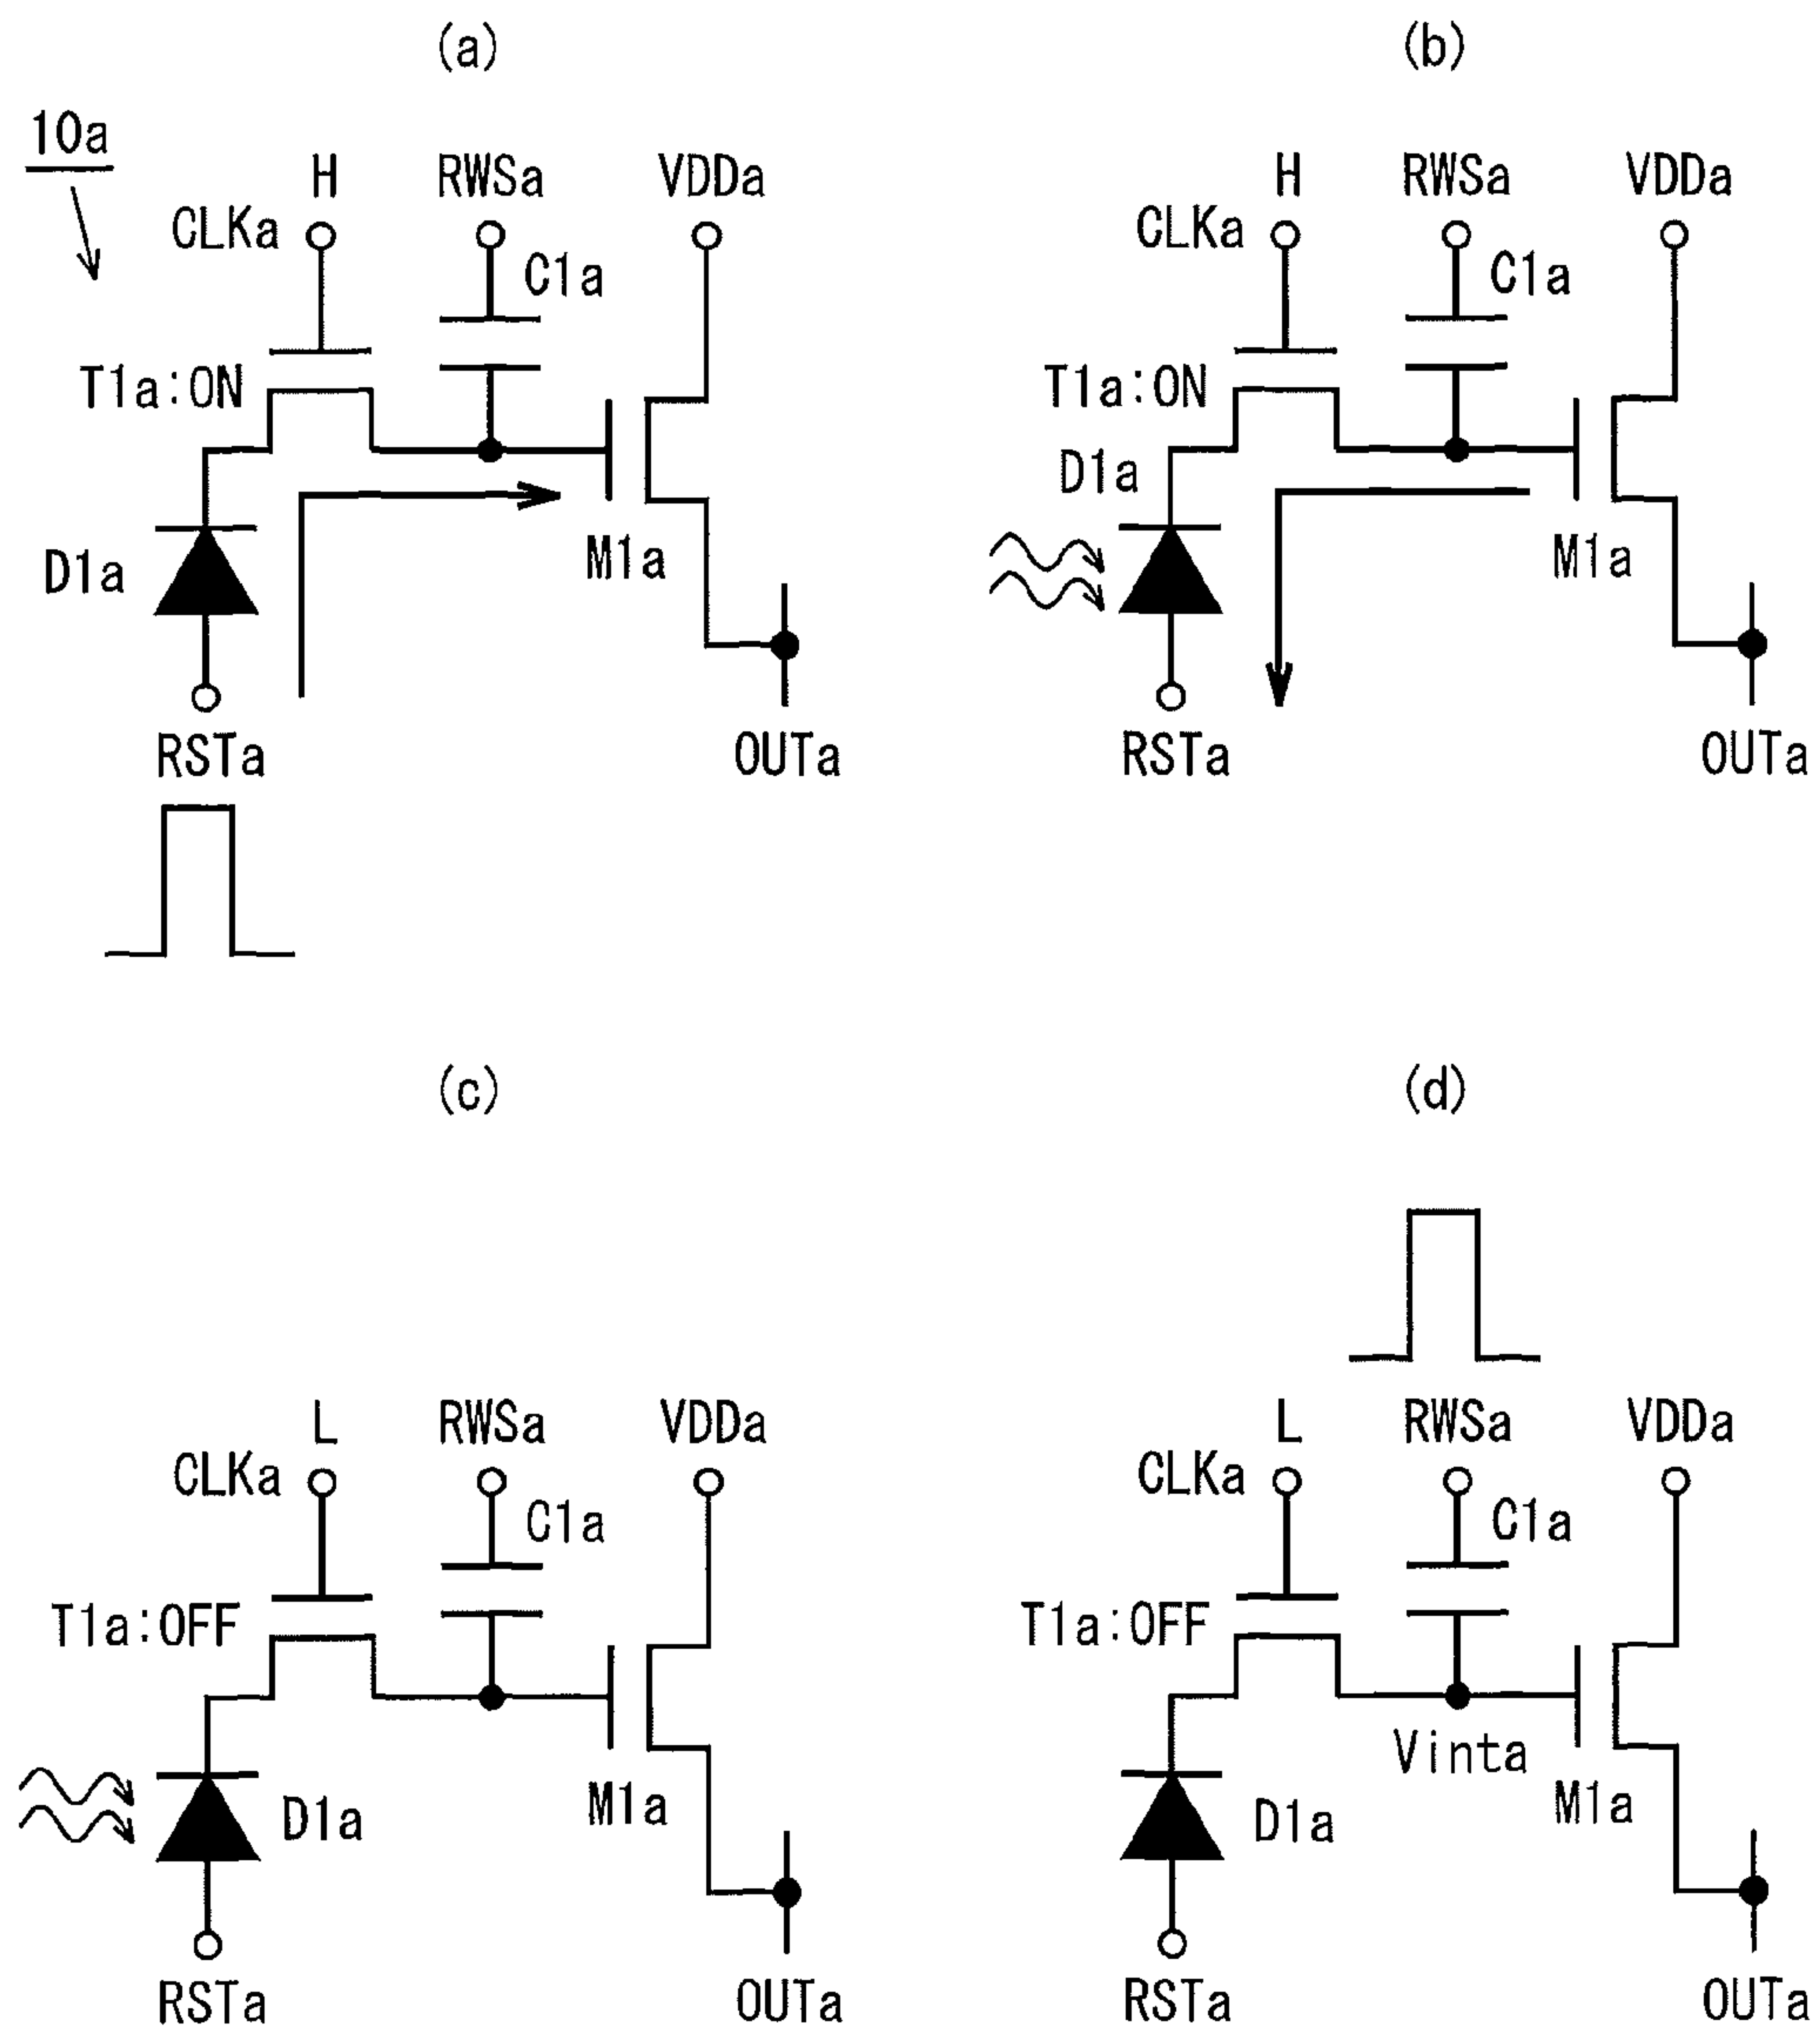 (a)
10a
H RWSa VDDa
CLKa
C1a
T1a:ON
D1a
M1a
RSTa
OUTa
(b)
H RWSa VDDa
CLKa
C1a
T1a:ON
D1a
M1a
RSTa
OUTa
(c)
L RWSa VDDa
CLKa
C1a
T1a:OFF
D1a
M1a
RSTa
OUTa
(d)
L RWSa VDDa
CLKa
C1a
T1a:OFF
Vinta
D1a
M1a
RSTa
OUTa